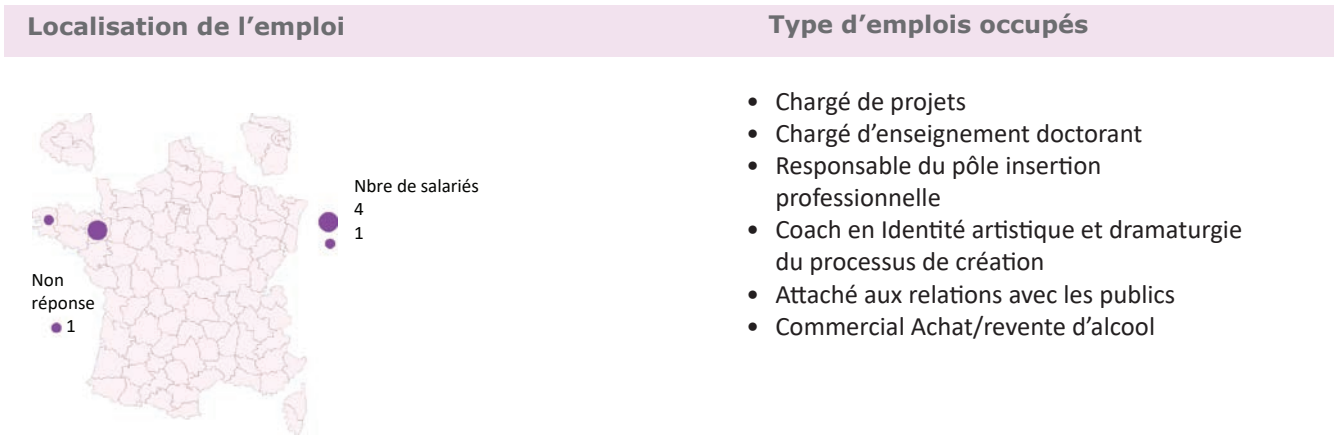 Localisation de l'emploi
Type d'emplois occupés
Nbre de salariés
4
1
Non
réponse
1
• Chargé de projets
• Chargé d'enseignement doctorant
• Responsable du pôle insertion
professionnelle
• Coach en Identité artistique et dramaturgie
du processus de création
• Attaché aux relations avec les publics
• Commercial Achat/revente d'alcool